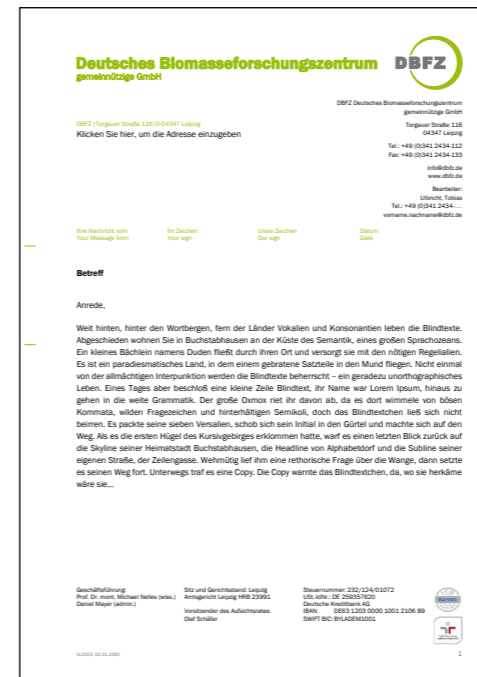 Deutsches Biomasseforschungszentrum
gemeinnützige GmbH
DBFZ
DBFZ Deutsches Biomasseforschungszentrum
gemeinnützige GmbH
Torgauer Straße 116
04347 Leipzig
Tel.: +49 (0)341 2434-112
Fax: +49 (0)341 2434-133
info@dbfz.de
www.dbfz.de
Bearbeiter:
Ulbricht, Tobias
Tel.: +49 (0)341 2434-....
vorname.nachname@dbfz.de
DBFZ | Torgauer Straße 116 | D-04347 Leipzig
Klicken Sie hier, um die Adresse einzugeben
Ihre Nachricht vom
Your Message from
Ihr Zeichen
Your sign
Unser Zeichen
Our sign
Datum
Date
Betreff
Anrede,
Weit hinten, hinter den Wortbergen, fern der Länder Vokalien und Konsonantien leben die Blindtexte.
Abgeschieden wohnen Sie in Buchstabhausen an der Küste des Semantik, eines großen Sprachozeans.
Ein kleines Bächlein namens Duden fließt durch ihren Ort und versorgt sie mit den nötigen Regelialien.
Es ist ein paradiesmatisches Land, in dem einem gebratene Satzteile in den Mund fliegen. Nicht einmal
von der allmächtigen Interpunktion werden die Blindtexte beherrscht – ein geradezu unorthographisches
Leben. Eines Tages aber beschloß eine kleine Zeile Blindtext, ihr Name war Lorem Ipsum, hinaus zu
gehen in die weite Grammatik. Der große Oxmox riet ihr davon ab, da es dort wimmele von bösen
Kommata, wilden Fragezeichen und hinterhältigen Semikoli, doch das Blindtextchen ließ sich nicht
beirren. Es packte seine sieben Versalien, schob sich sein Initial in den Gürtel und machte sich auf den
Weg. Als es die ersten Hügel des Kursivgebirges erklommen hatte, warf es einen letzten Blick zurück auf
die Skyline seiner Heimatstadt Buchstabhausen, die Headline von Alphabetdorf und die Subline seiner
eigenen Straße, der Zeilengasse. Wehmütig lief ihm eine rethorische Frage über die Wange, dann setzte
es seinen Weg fort. Unterwegs traf es eine Copy. Die Copy warnte das Blindtextchen, da, wo sie herkäme
wäre sie...
Geschäftsführung:
Prof. Dr. mont. Michael Nelles (wiss.)
Daniel Mayer (admin.)
Sitz und Gerichtsstand: Leipzig
Amtsgericht Leipzig HRB 23991
Vorsitzender des Aufsichtsrates:
Olaf Schäfer
Steuernummer: 232/124/01072
USt.-IdNr.: DE 259357620
Deutsche Kreditbank AG
IBAN: DE63 1203 0000 1001 2106 89
SWIFT BIC: BYLADEM1001
1